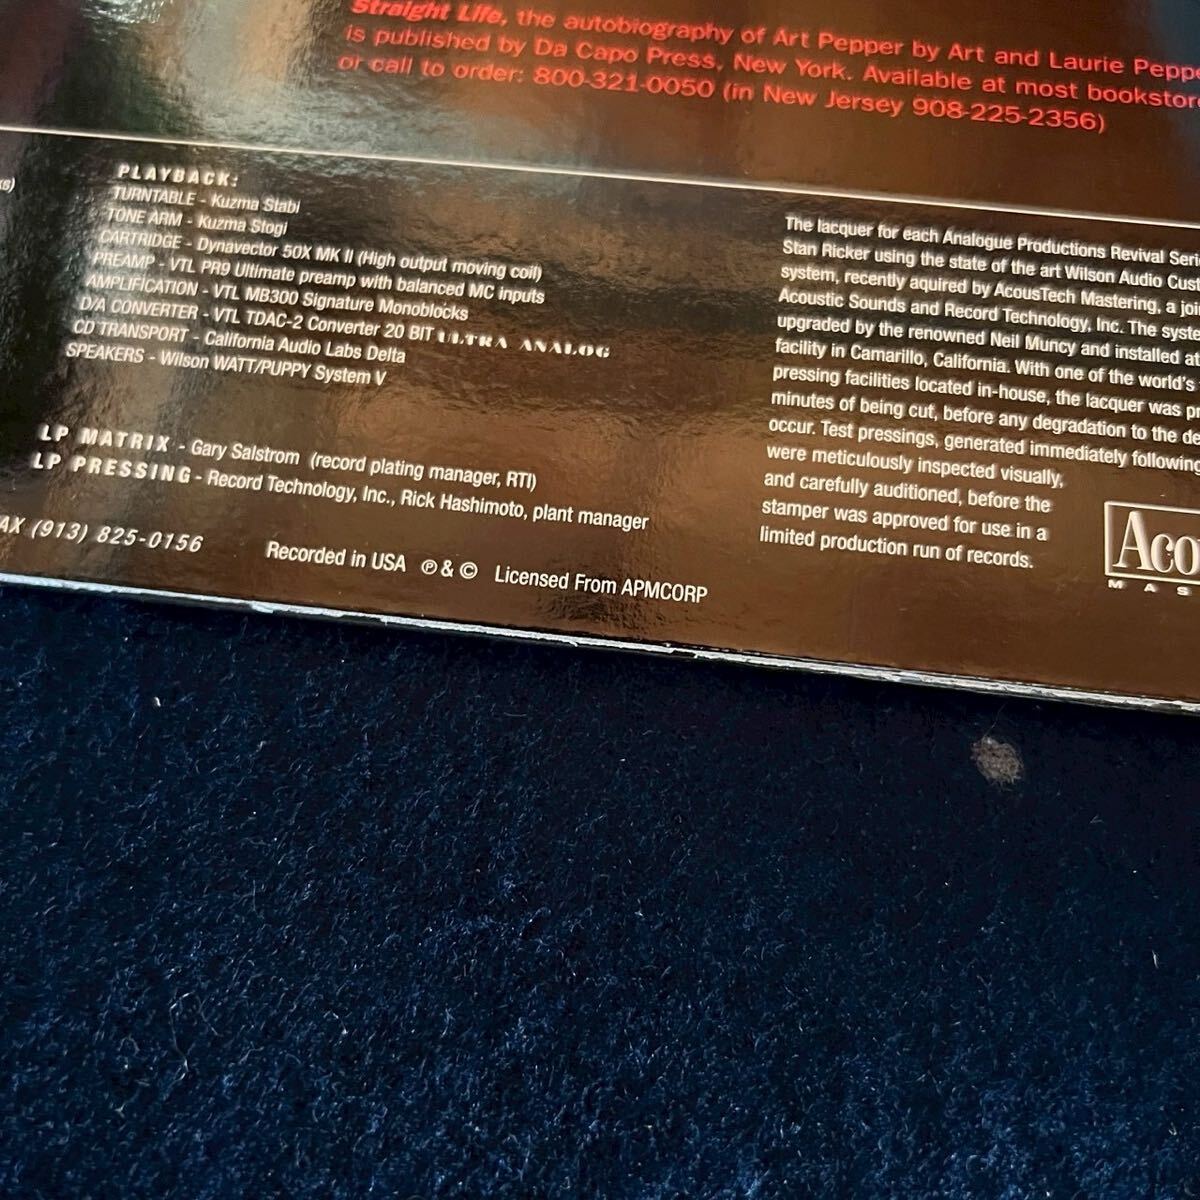 Straight Life, the autobiography of Art Pepper by Art and Laurie Peppe
is published by Da Capo Press, New York. Available at most bookstore
or call to order: 800-321-0050 (in New Jersey 908-225-2356)
PLAYBACK:
TURNTABLE - Kuzma Stabi
TONE ARM - Kuzma Stogi
CARTRIDGE - Dynavector 50X MK II (High output moving coil)
PREAMP - VTL PR9 Ultimate preamp with balanced MC inputs
AMPLIFICATION - VTL MB300 Signature Monoblocks
D/A CONVERTER - VTL TDAC-2 Converter 20 BIT ULTRA ANALOG
CD TRANSPORT - California Audio Labs Delta
SPEAKERS - Wilson WATT/PUPPY System V
LP MATRIX - Gary Salstrom (record plating manager, RTI)
LP PRESSING - Record Technology, Inc., Rick Hashimoto, plant manager
AX (913) 825-0156
Recorded in USA ℗ & © Licensed From APMCORP
The lacquer for each Analogue Productions Revival Seri
Stan Ricker using the state of the art Wilson Audio Cust
system, recently aquired by AcousTech Mastering, a joi
Acoustic Sounds and Record Technology, Inc. The syste
upgraded by the renowned Neil Muncy and installed at
facility in Camarillo, California. With one of the world's
pressing facilities located in-house, the lacquer was pr
minutes of being cut, before any degradation to the de
occur. Test pressings, generated immediately following
were meticulously inspected visually,
and carefully auditioned, before the
stamper was approved for use in a
limited production run of records.
Acou
MAS